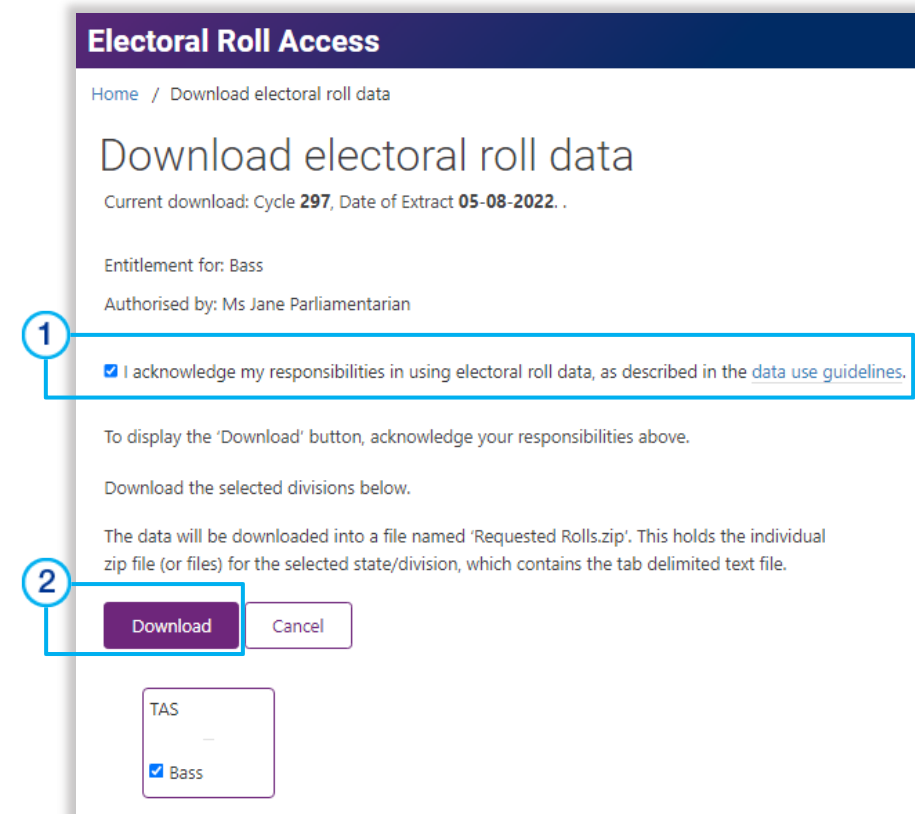 Electoral Roll Access
Home / Download electoral roll data
Download electoral roll data
Current download: Cycle 297, Date of Extract 05-08-2022. .
Entitlement for: Bass
Authorised by: Ms Jane Parliamentarian
1
I acknowledge my responsibilities in using electoral roll data, as described in the data use guidelines.
To display the ‘Download’ button, acknowledge your responsibilities above.
Download the selected divisions below.
The data will be downloaded into a file named ‘Requested Rolls.zip’. This holds the individual
zip file (or files) for the selected state/division, which contains the tab delimited text file.
2
Download Cancel
TAS
Bass